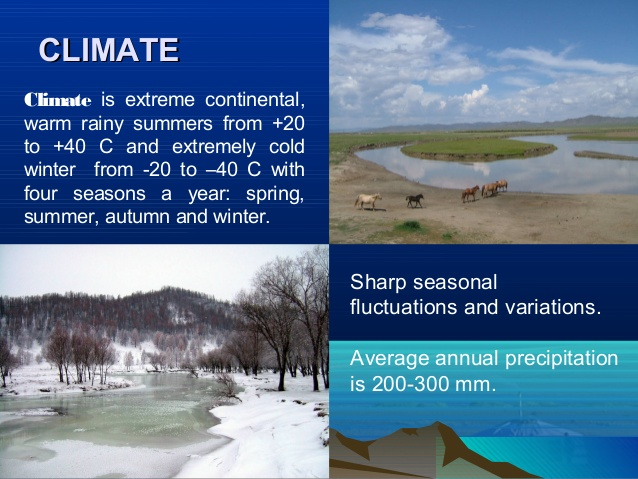 CLIMATE
Climate is extreme continental,
warm rainy summers from +20
to +40 C and extremely cold
winter from -20 to –40 C with
four seasons a year: spring,
summer, autumn and winter.
Sharp seasonal
fluctuations and variations.
Average annual precipitation
is 200-300 mm.